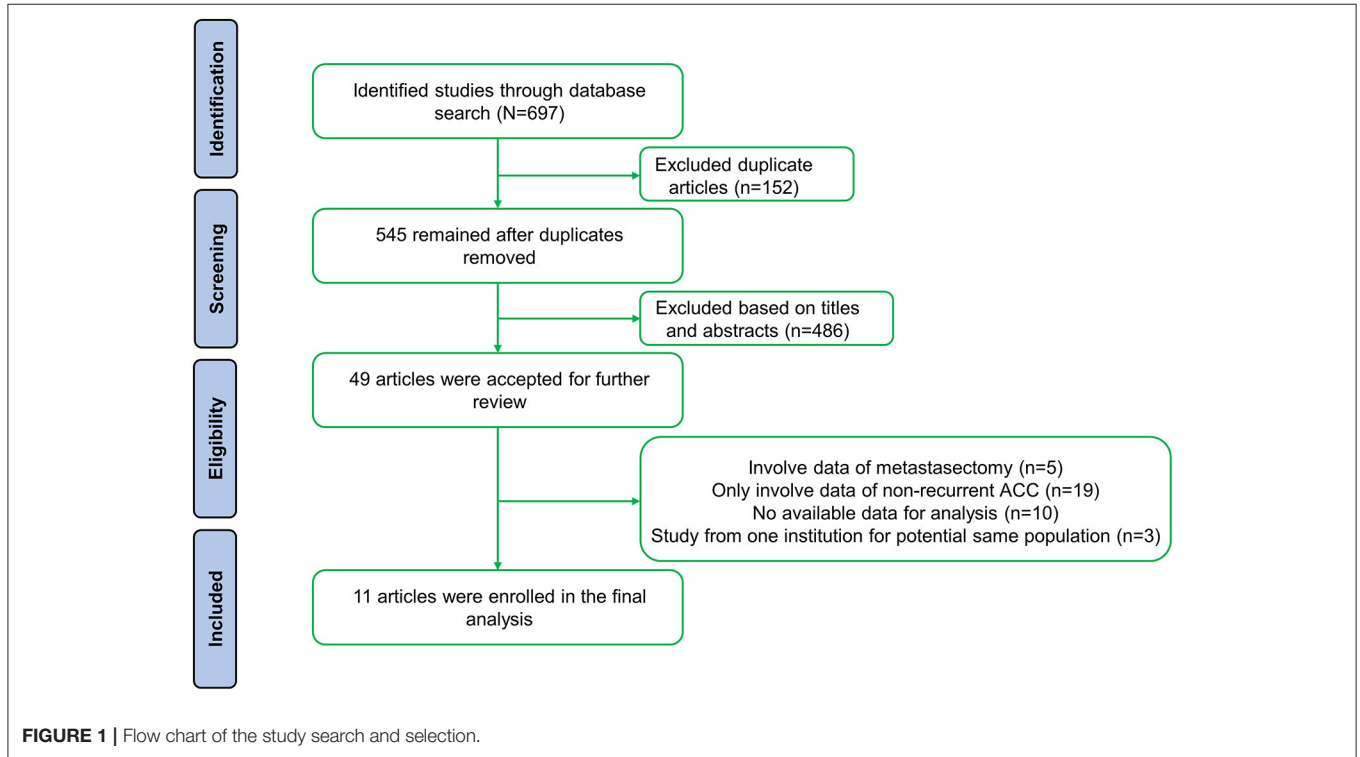 Identification
Identified studies through database
search (N=697)
Excluded duplicate
articles (n=152)
Screening
545 remained after duplicates
removed
Excluded based on titles
and abstracts (n=486)
Eligibility
49 articles were accepted for further
review
Involve data of metastasectomy (n=5)
Only involve data of non-recurrent ACC (n=19)
No available data for analysis (n=10)
Study from one institution for potential same population (n=3)
Included
11 articles were enrolled in the final
analysis
FIGURE 1 | Flow chart of the study search and selection.